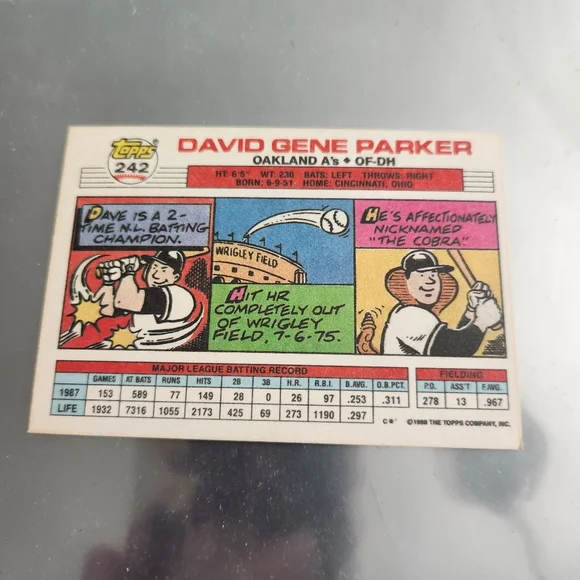 Topps
242
DAVID GENE PARKER
OAKLAND A's ◆ OF-DH
HT: 6'5" WT: 230 BATS: LEFT THROWS: RIGHT
BORN: 6-9-51 HOME: CINCINNATI, OHIO
DAVE IS A 2-
TIME N.L. BATTING
CHAMPION.
WRIGLEY FIELD
HIT HR
COMPLETELY OUT
OF WRIGLEY
FIELD, 7-6-75.
HE'S AFFECTIONATELY
NICKNAMED
"THE COBRA"
MAJOR LEAGUE BATTING RECORD
GAMES AT BATS RUNS HITS 2B 3B H.R. R.B.I. B.AVG. O.B.PCT.
1987 153 589 77 149 28 0 26 97 .253 .311
LIFE 1932 7316 1055 2173 425 69 273 1190 .297
FIELDING
P.O. ASS'T F.AVG.
278 13 .967
C*
©1988 THE TOPPS COMPANY, INC.